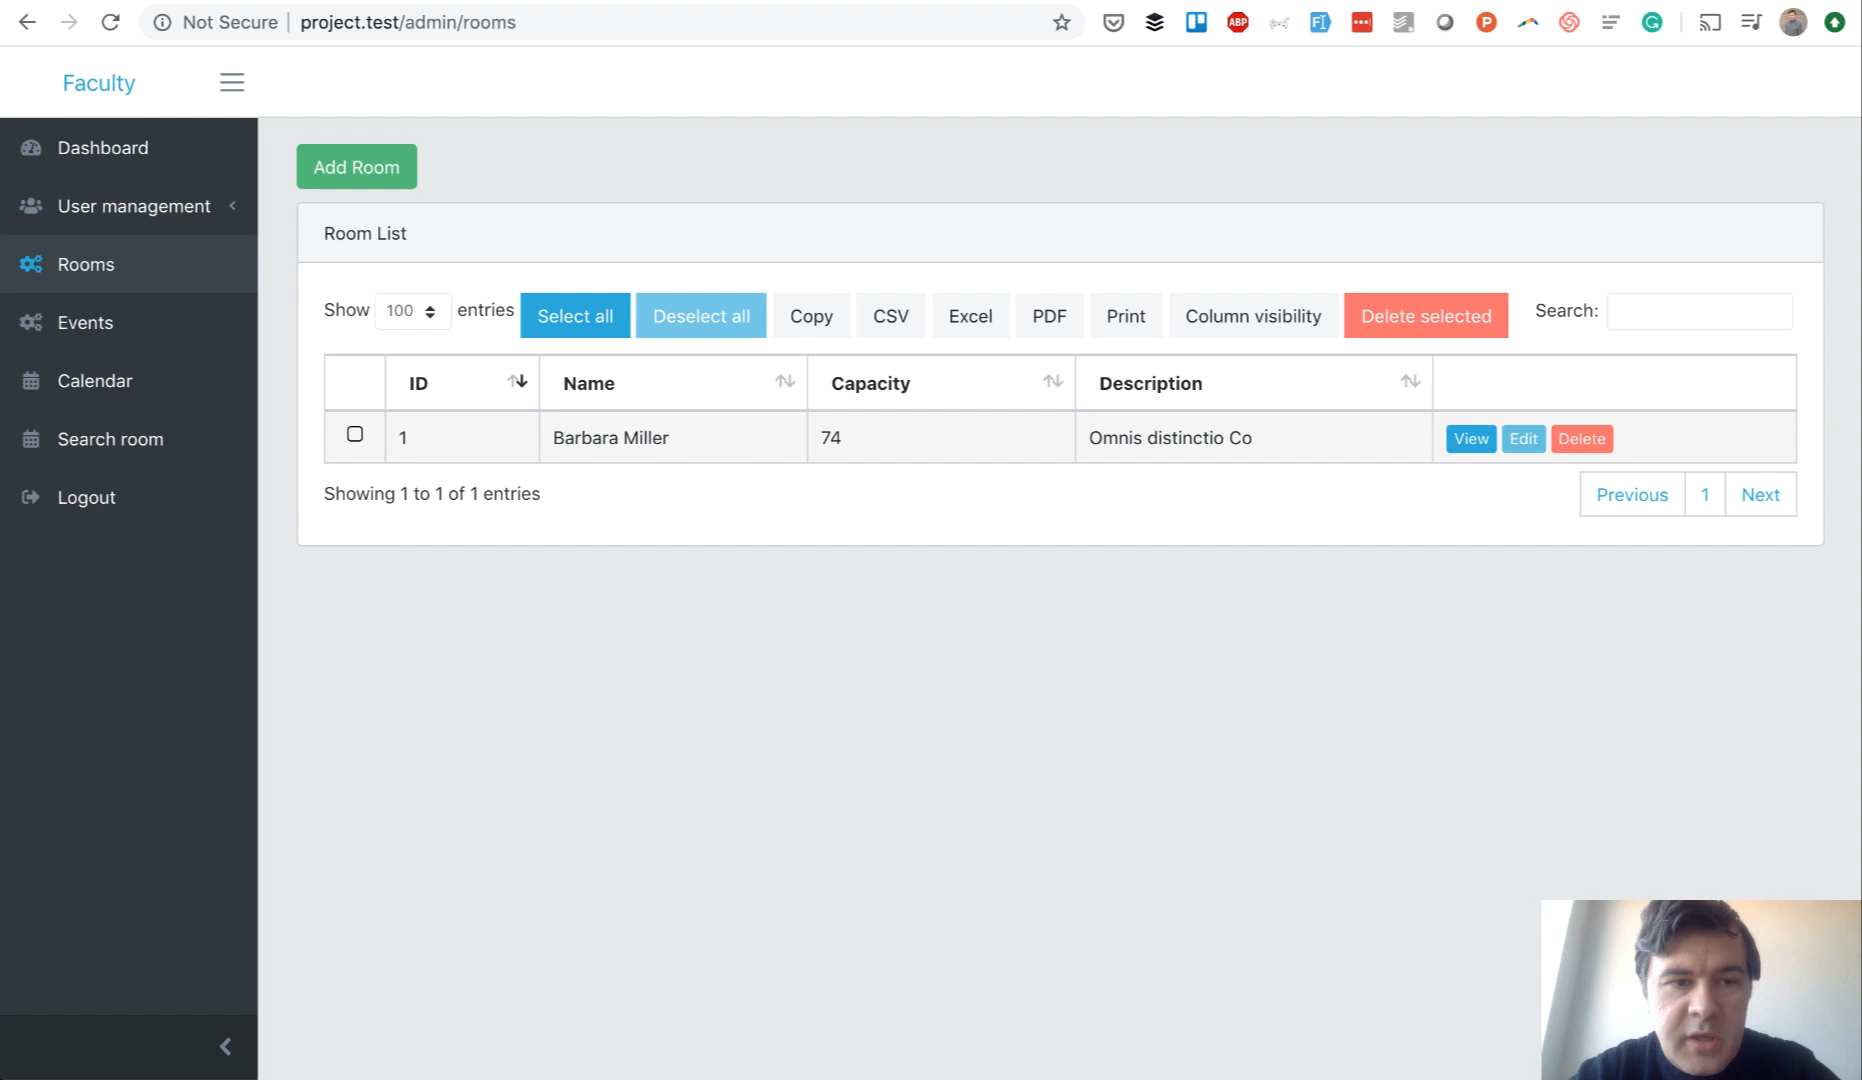 Not Secure | project.test/admin/rooms
ABP
P
G
Faculty
Dashboard
User management
Rooms
Events
Calendar
Search room
Logout
Add Room
Room List
Show 100 entries Select all Deselect all Copy CSV Excel PDF Print Column visibility Delete selected Search:
ID Name Capacity Description
1 Barbara Miller 74 Omnis distinctio Co View Edit Delete
Showing 1 to 1 of 1 entries
Previous 1 Next